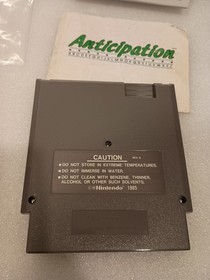 Anticipation
CAUTION
•DO NOT STORE IN EXTREME TEMPERATURES.
•DO NOT IMMERSE IN WATER.
•DO NOT CLEAN WITH BENZENE, THINNER,
ALCOHOL OR OTHER SUCH SOLVENTS.
©Nintendo 1985